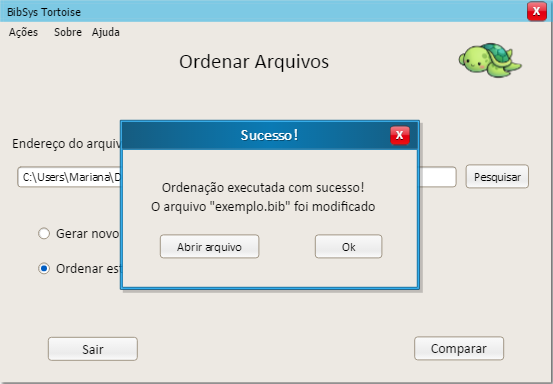 BibSys Tortoise
X
Ações Sobre Ajuda
Ordenar Arquivos
Sucesso!
X
Endereço do arquiv
C:\Users\Mariana\D
Pesquisar
Ordenação executada com sucesso!
O arquivo "exemplo.bib" foi modificado
Gerar novo
Abrir arquivo
Ok
Ordenar
Sair
Comparar